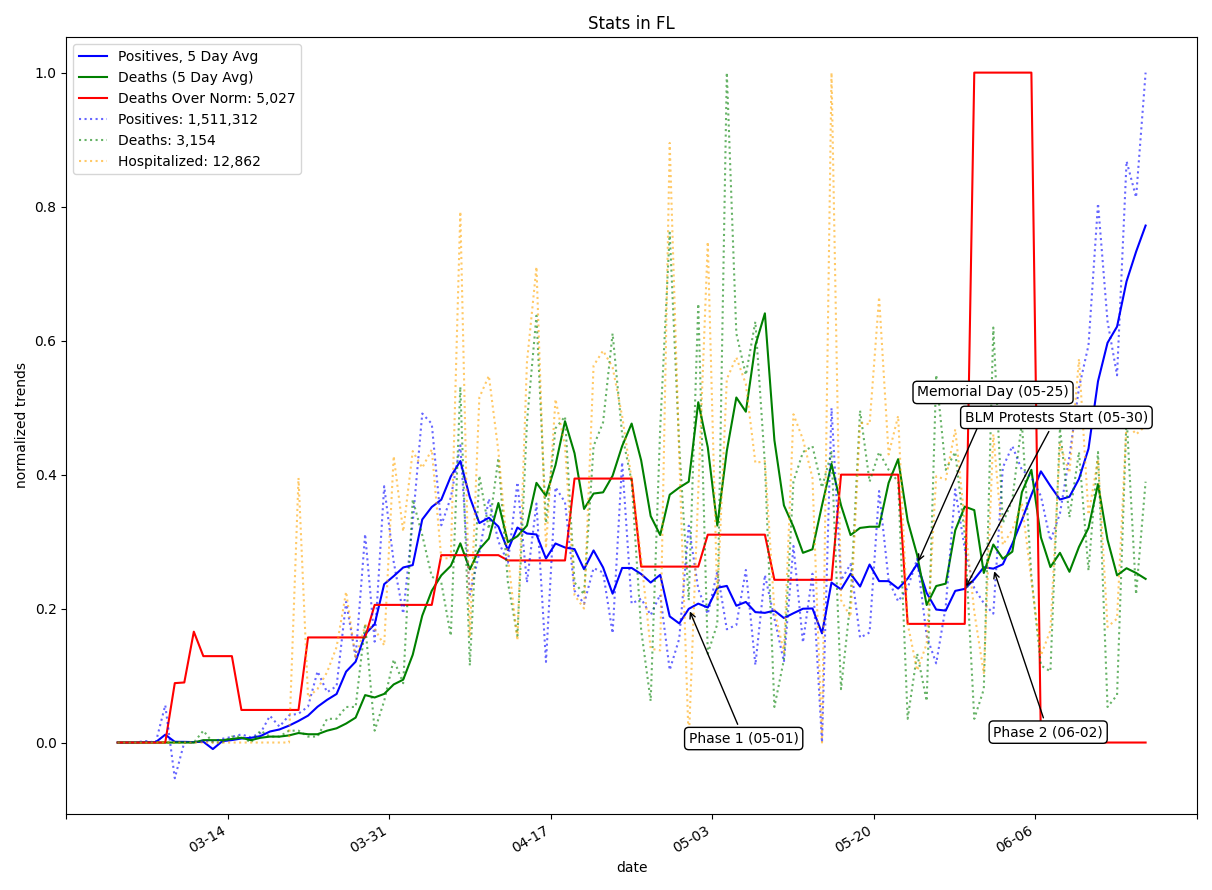 Stats in FL
Positives, 5 Day Avg
Deaths (5 Day Avg)
Deaths Over Norm: 5,027
Positives: 1,511,312
Deaths: 3,154
Hospitalized: 12,862
1.0
0.8
0.6
0.4
0.2
0.0
normalized trends
Memorial Day (05-25)
BLM Protests Start (05-30)
Phase 1 (05-01)
Phase 2 (06-02)
03-14
03-31
04-17
05-03
05-20
06-06
date